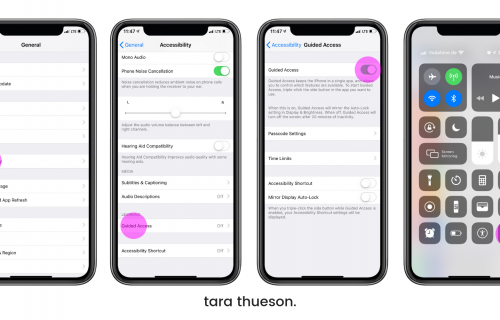 General
pdate
age
d App Refresh
& Region
11:47
LTE
General
Accessibility
Mono Audio
Phone Noise Cancellation
Noise cancellation reduces ambient noise on phone calls
when you are holding the receiver to your ear.
L
R
Adjust the audio volume balance between left and
right channels.
Hearing Aid Compatibility
Hearing Aid Compatibility improves audio quality with some
hearing aids.
MEDIA
Subtitles & Captioning
Audio Descriptions Off
LEARNING
Guided Access Off
Accessibility Shortcut Off
11:47
LTE
Accessibility Guided Access
Guided Access
Guided Access keeps the iPhone in a single app, and
you to control which features are available. To start Guided
Access, triple click the side button in the app you want to
use.
When this is on, Guided Access will mirror the Auto-Lock
setting in Display & Brightness. When off, Guided Access will
turn off the screen after 20 minutes of inactivity.
Passcode Settings
Time Limits
Accessibility Shortcut
Mirror Display Auto-Lock
When you triple-click the side button while Guided Access is
enabled, your Accessibility Shortcut settings will be
displayed.
Musi
Screen
Mirroring
tara thueson.